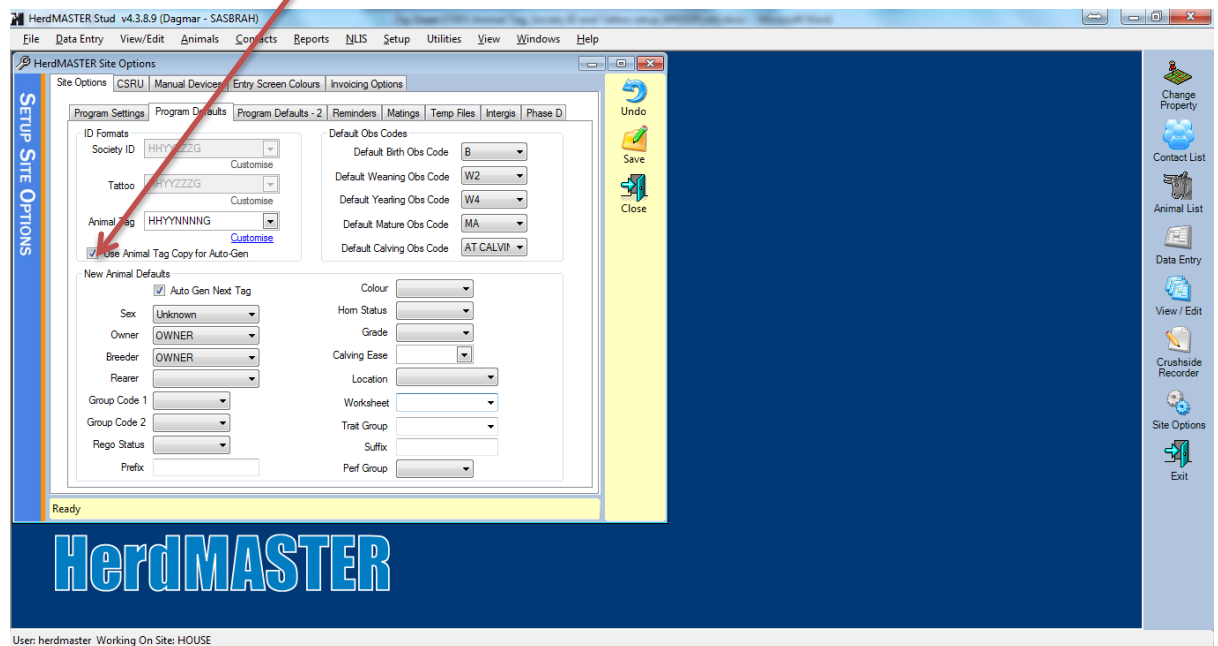 HerdMASTER Stud v4.3.8.9 (Dagmar - SASBRAH)
File Data Entry View/Edit Animals Contacts Reports NLIS Setup Utilities View Windows Help
HerdMASTER Site Options
Site Options CSRU Manual Devices Entry Screen Colours Invoicing Options
Program Settings Program Defaults Program Defaults - 2 Reminders Matings Temp Files Intergis Phase D
SETUP SITE OPTIONS
ID Formats
Society ID HHYYZZZG
Customise
Tattoo HHYYZZZG
Customise
Animal Tag HHYYNNNNG
Customise
Use Animal Tag Copy for Auto-Gen
Default Obs Codes
Default Birth Obs Code B
Default Weaning Obs Code W2
Default Yearling Obs Code W4
Default Mature Obs Code MA
Default Calving Obs Code AT CALVIN
New Animal Defaults
Auto Gen Next Tag
Sex Unknown
Owner OWNER
Breeder OWNER
Rearer
Group Code 1
Group Code 2
Rego Status
Prefix
Colour
Horn Status
Grade
Calving Ease
Location
Worksheet
Trait Group
Suffix
Perf Group
Ready
Undo
Save
Close
Change
Property
Contact List
Animal List
Data Entry
View / Edit
Crushside
Recorder
Site Options
Exit
HerdMASTER
User: herdmaster Working On Site: HOUSE